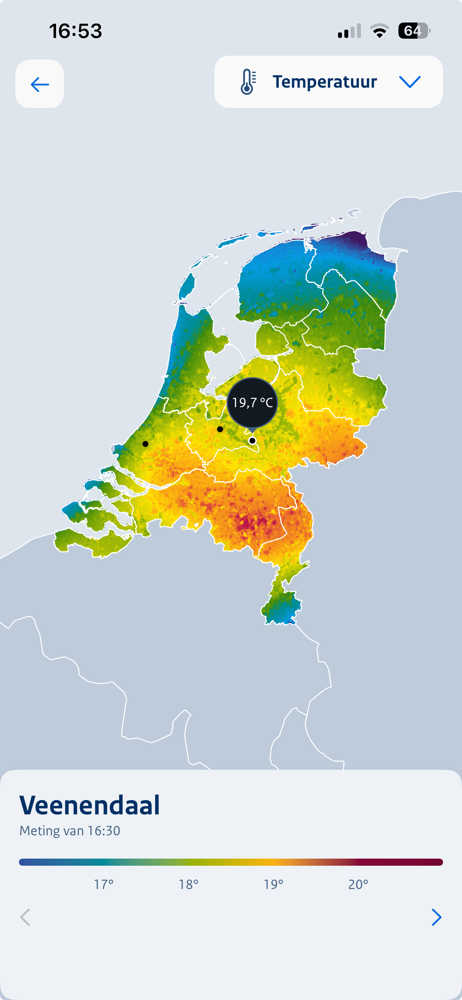 16:53
64
Temperatuur
19,7 °C
Veenendaal
Meting van 16:30
17° 18° 19° 20°